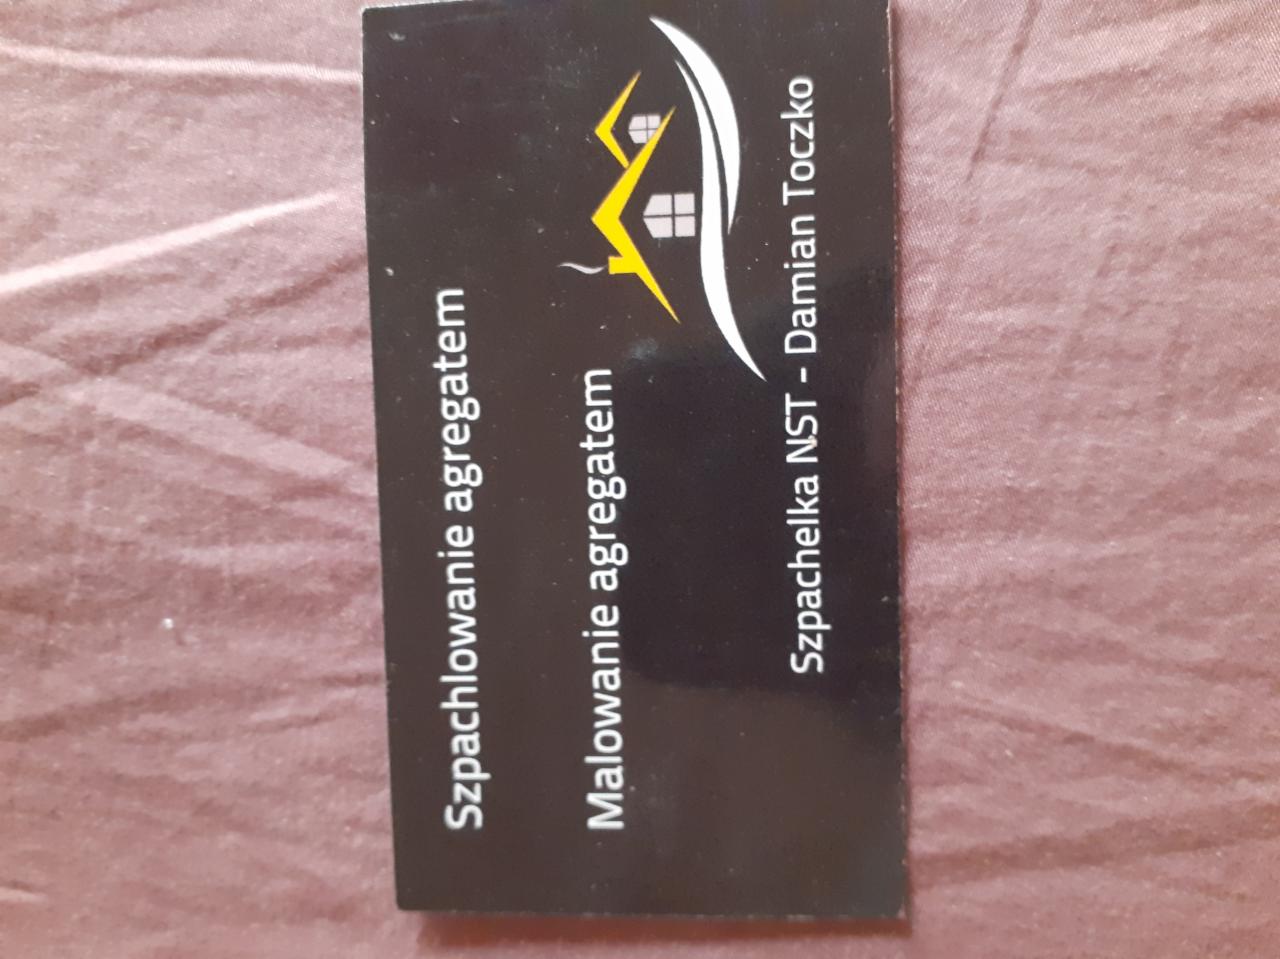 Szpachlowanie agregatem
Malowanie agregatem
Szpachelka NST - Damian Toczko